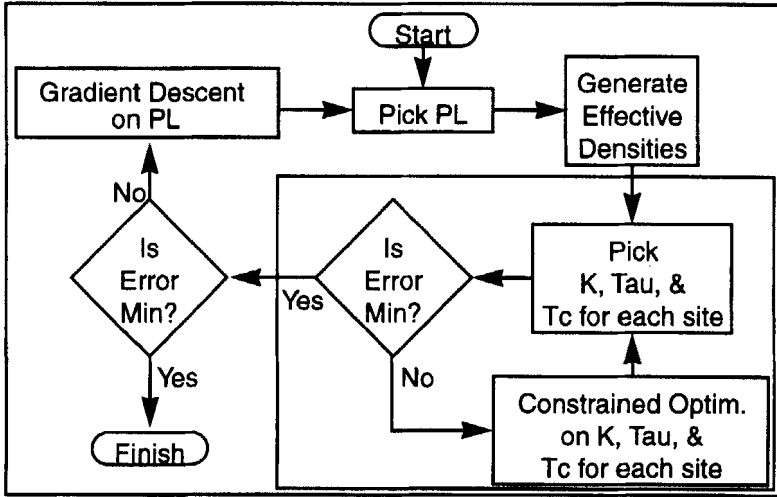 Start
Gradient Descent
on PL
Pick PL
Generate
Effective
Densities
No
Is
Error
Min?
Yes
Is
Error
Min?
Pick
K, Tau, &
Tc for each site
Yes
No
Constrained Optim.
on K, Tau, &
Tc for each site
Finish